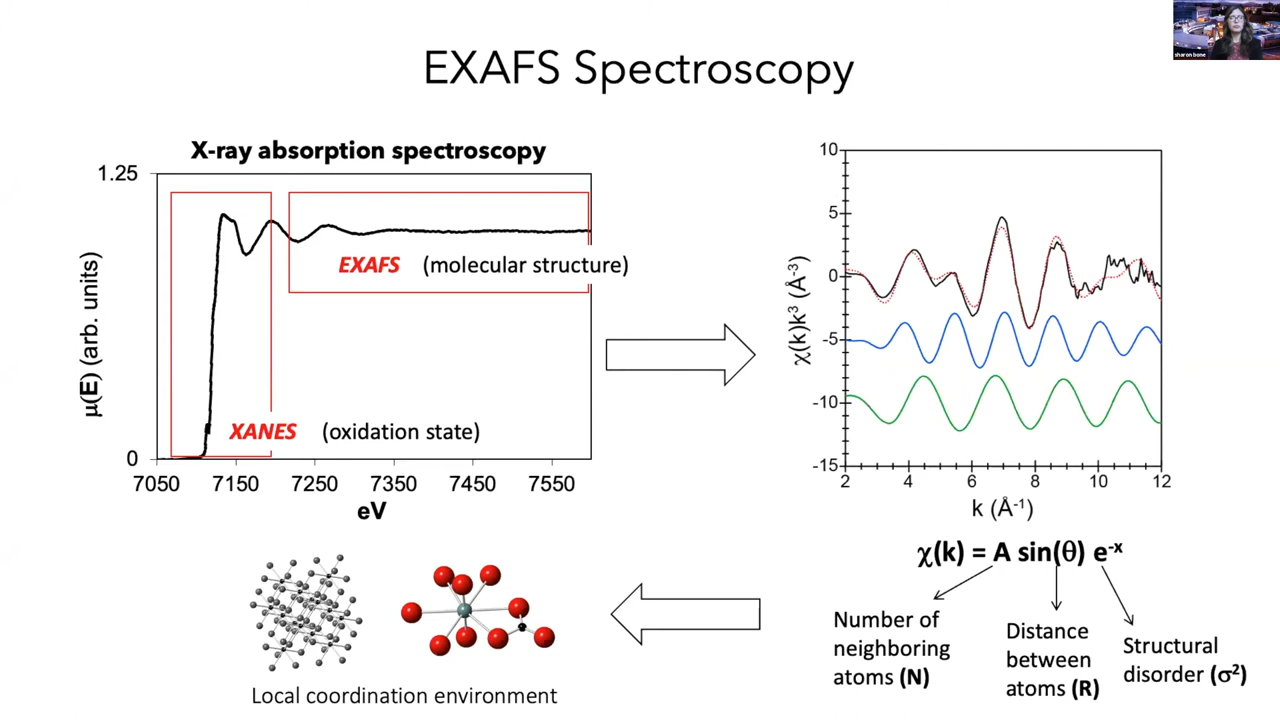 EXAFS Spectroscopy
sharon bone
X-ray absorption spectroscopy
1.25
0
μ(E) (arb. units)
EXAFS (molecular structure)
XANES (oxidation state)
7050 7150 7250 7350 7450 7550
eV
10
5
0
-5
-10
-15
χ(k)k³ (Å⁻³)
2 4 6 8 10 12
k (Å⁻¹)
χ(k) = A sin(θ) e⁻ˣ
Number of
neighboring
atoms (N)
Distance
between
atoms (R)
Structural
disorder (σ²)
Local coordination environment